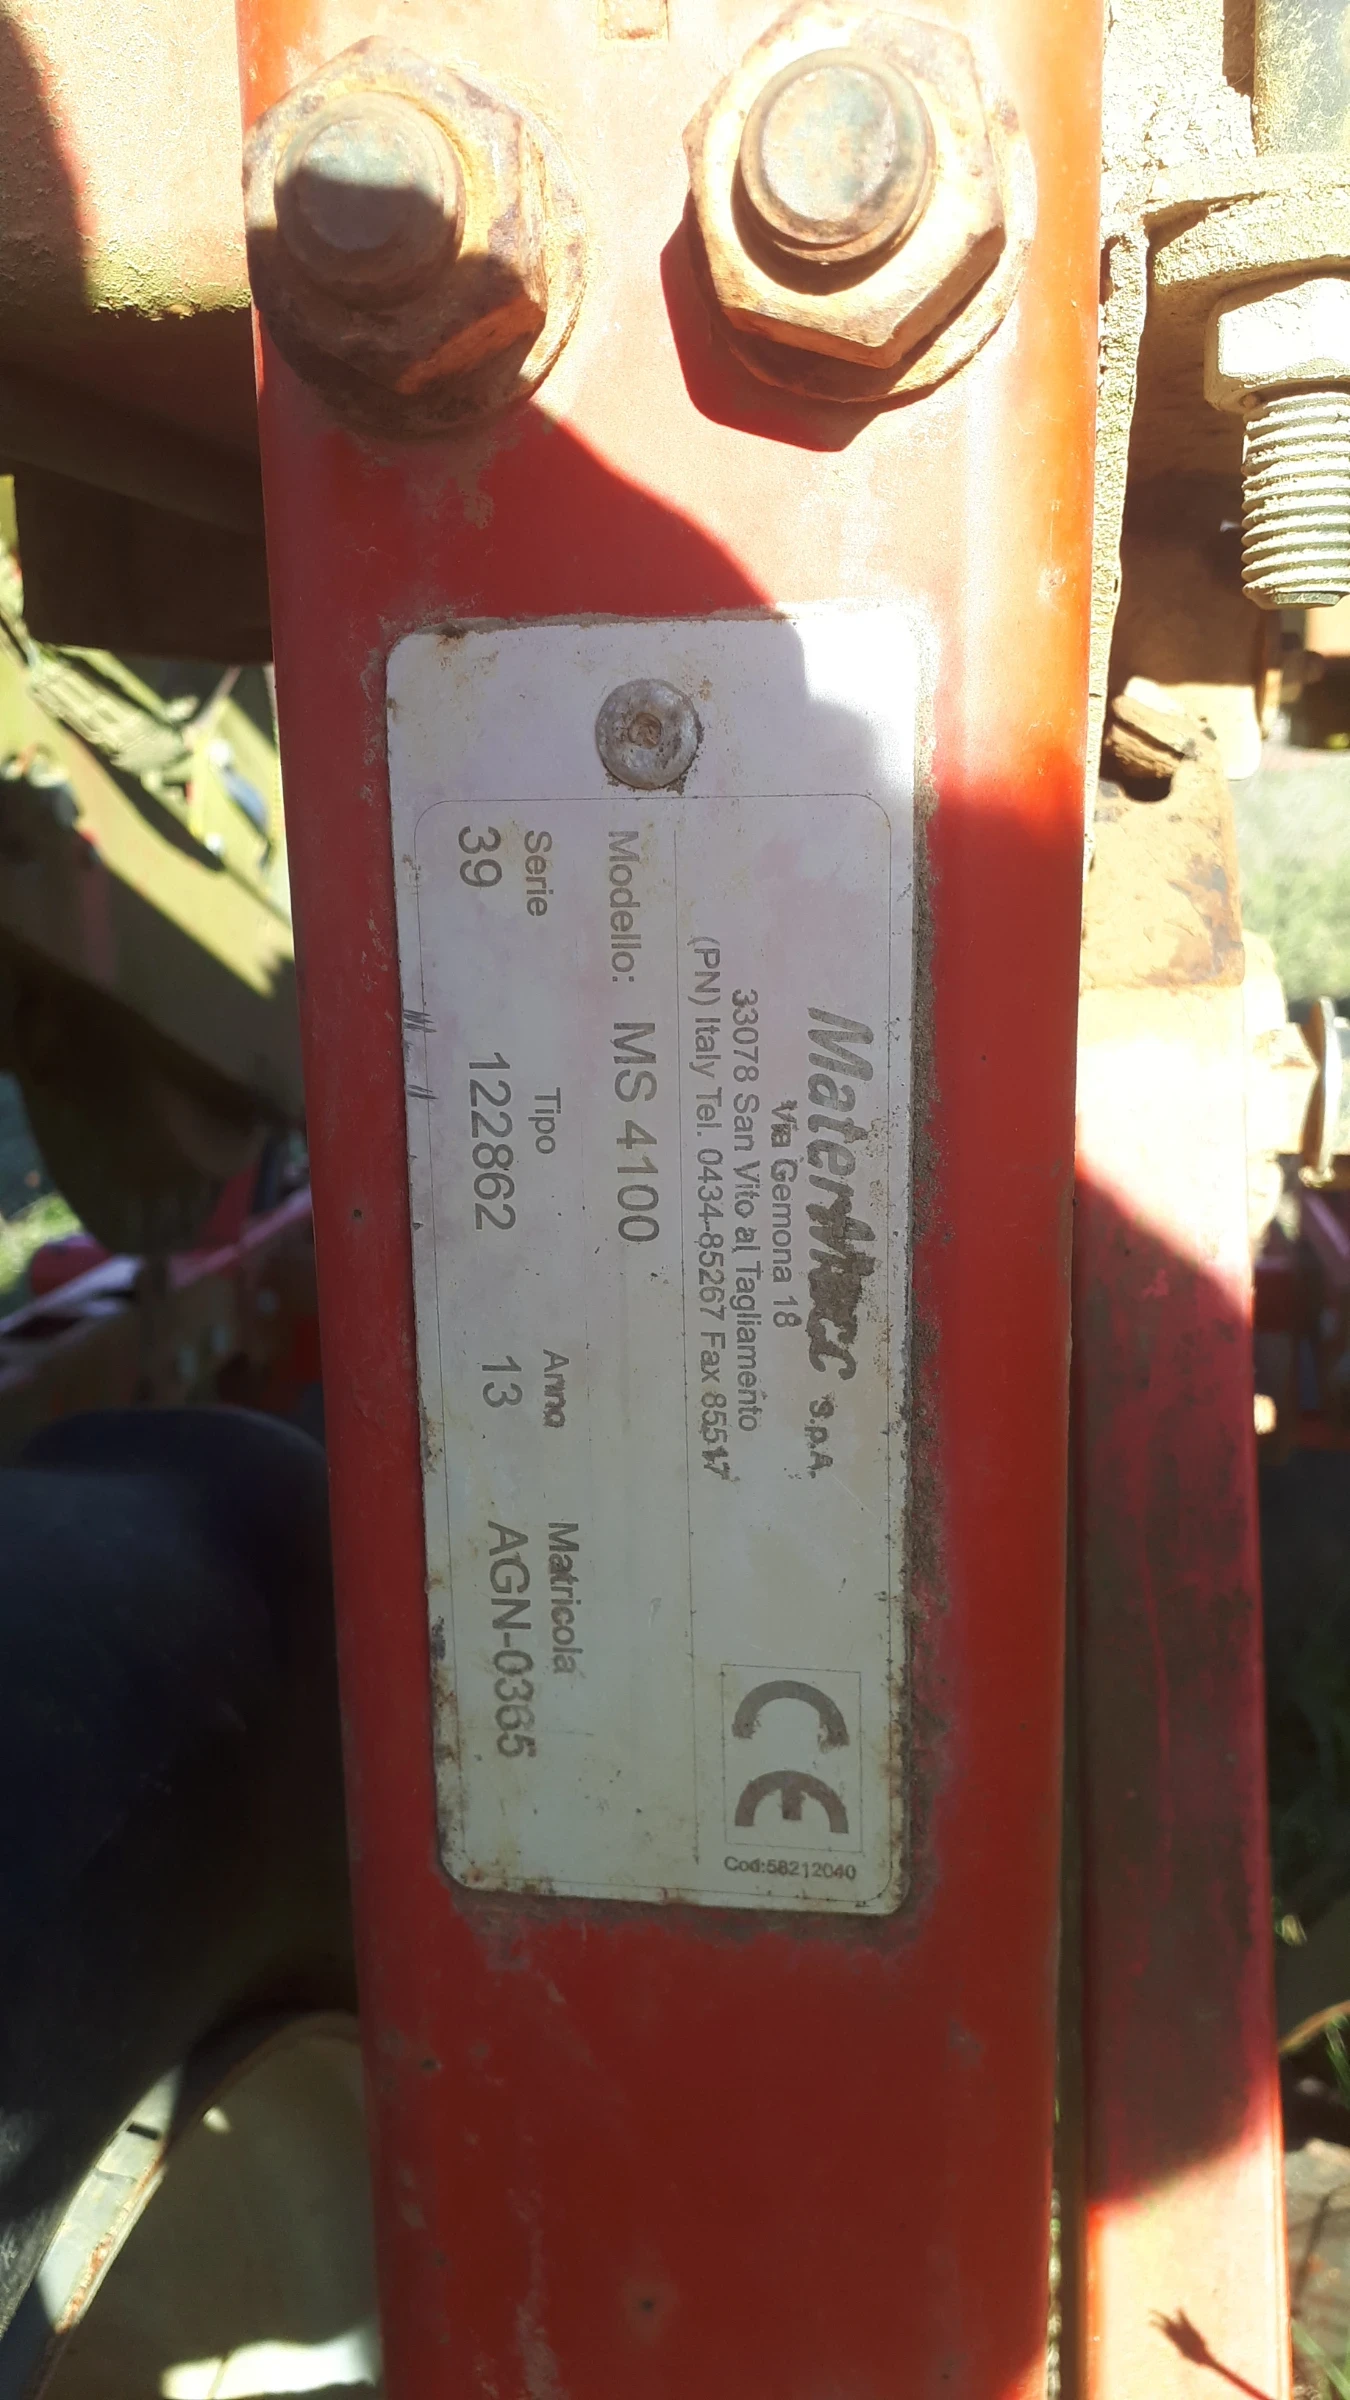 Matermacc S.p.A.
Via Gemona 18
33078 San Vito al Tagliamento
(PN) Italy Tel. 0434-85267 Fax 85517
CE
Cod:58212040
Modello: MS 4100
Serie Tipo Anno Matricola
39 122862 13 AGN-0365